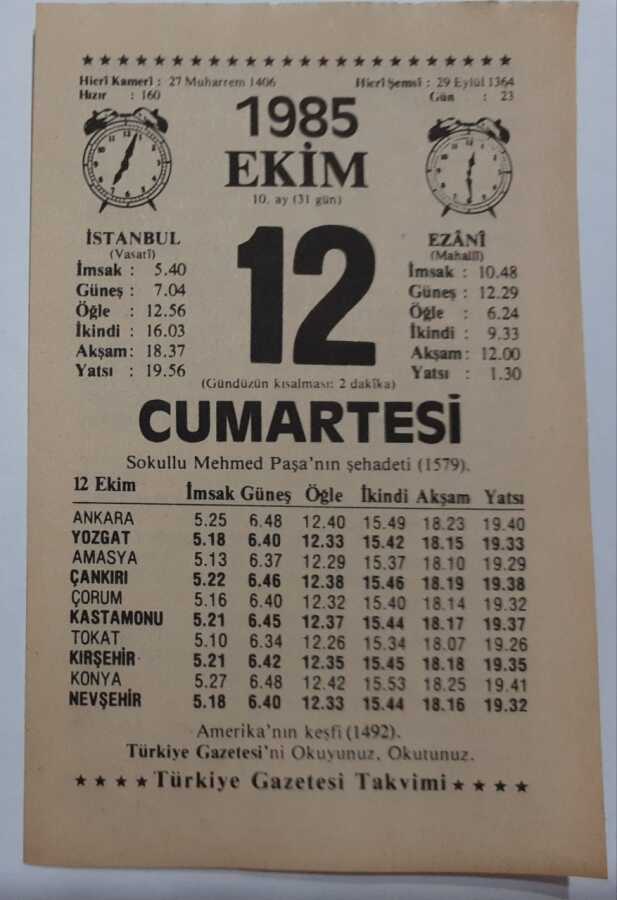 ★★★★★★★★★★★★★★★★★★★★★★★★
Hicrî Kamerî : 27 Muharrem 1406
Hızır : 160
Hicrî Şemsî : 29 Eylül 1364
Gün : 23
1985
EKİM
10. ay (31 gün)
12
İSTANBUL
(Vasatî)
İmsak : 5.40
Güneş : 7.04
Öğle : 12.56
İkindi : 16.03
Akşam: 18.37
Yatsı : 19.56
EZÂNÎ
(Mahallî)
İmsak : 10.48
Güneş : 12.29
Öğle : 6.24
İkindi : 9.33
Akşam: 12.00
Yatsı : 1.30
(Gündüzün kısalması: 2 dakîka)
CUMARTESİ
Sokullu Mehmed Paşa'nın şehadeti (1579).
12 Ekim İmsak Güneş Öğle İkindi Akşam Yatsı
ANKARA 5.25 6.48 12.40 15.49 18.23 19.40
YOZGAT 5.18 6.40 12.33 15.42 18.15 19.33
AMASYA 5.13 6.37 12.29 15.37 18.10 19.29
ÇANKIRI 5.22 6.46 12.38 15.46 18.19 19.38
ÇORUM 5.16 6.40 12.32 15.40 18.14 19.32
KASTAMONU 5.21 6.45 12.37 15.44 18.17 19.37
TOKAT 5.10 6.34 12.26 15.34 18.07 19.26
KIRŞEHİR 5.21 6.42 12.35 15.45 18.18 19.35
KONYA 5.27 6.48 12.42 15.53 18.25 19.41
NEVŞEHİR 5.18 6.40 12.33 15.44 18.16 19.32
Amerika'nın keşfi (1492).
Türkiye Gazetesi'ni Okuyunuz, Okutunuz.
★ ★ ★ ★ Türkiye Gazetesi Takvimi ★ ★ ★ ★